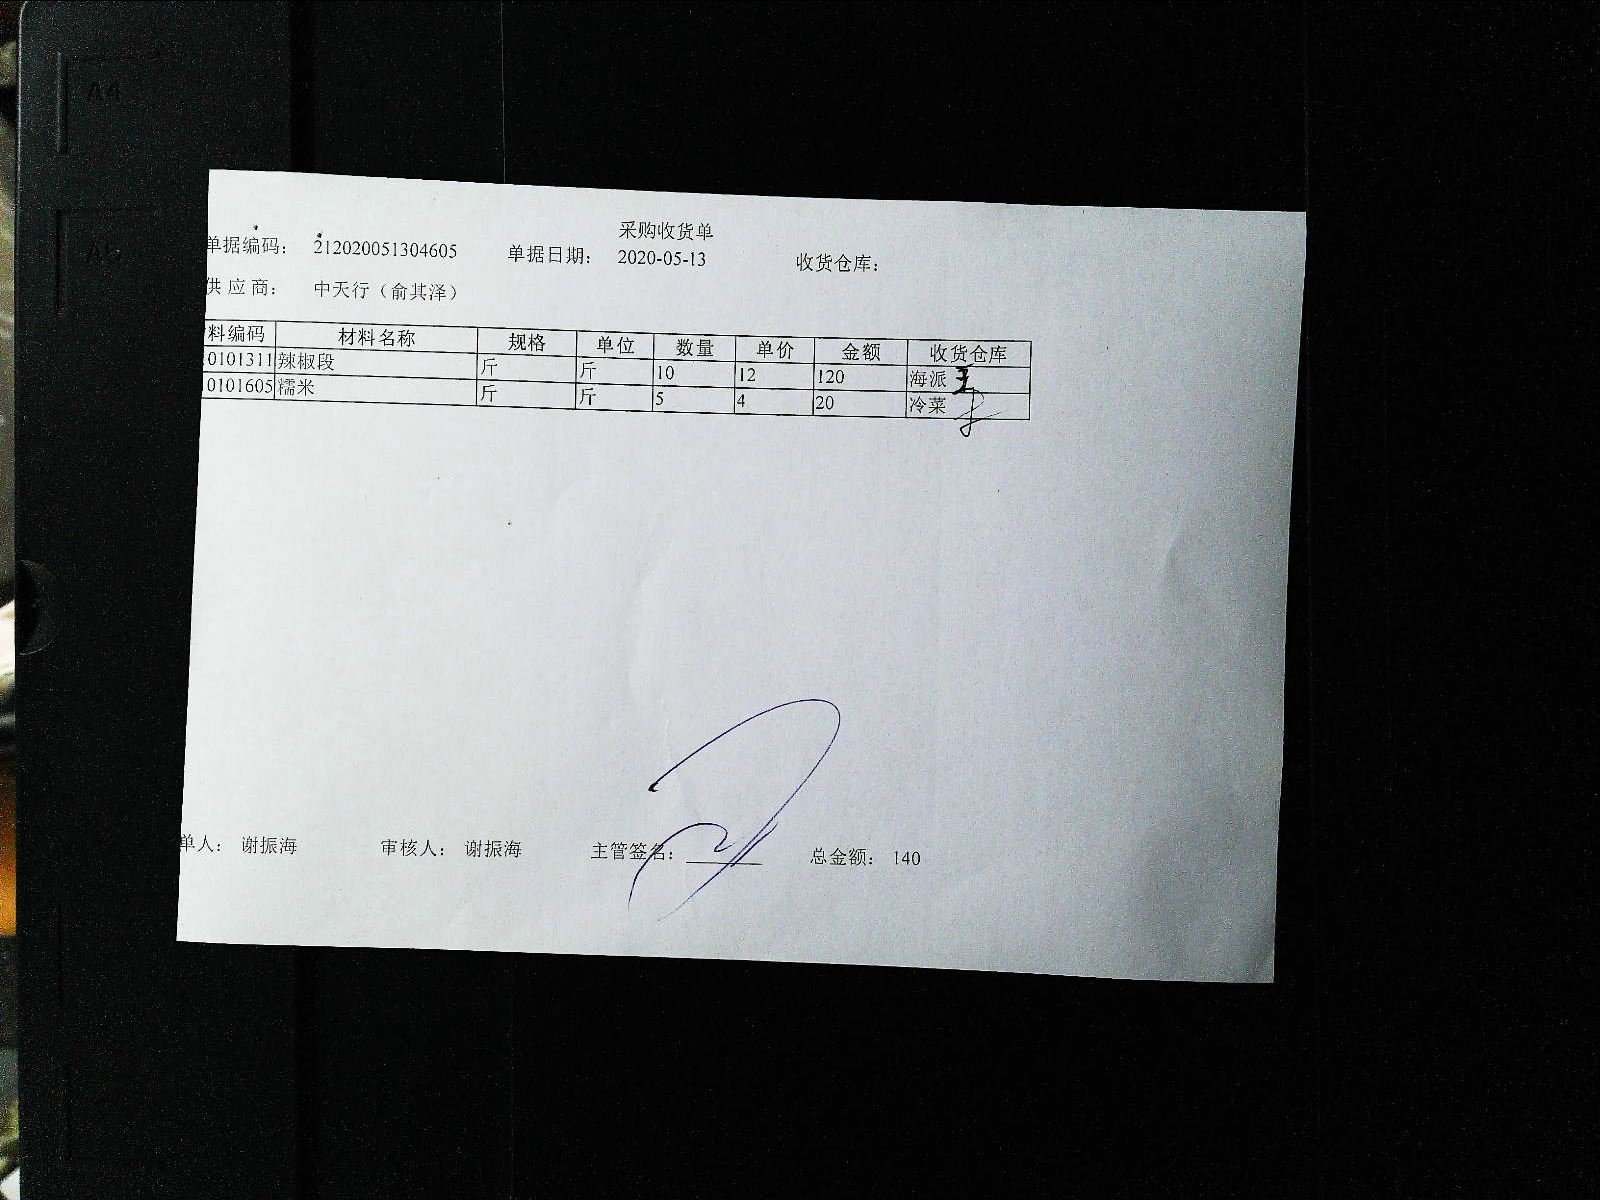 采购收货单
单据编码： 212020051304605 单据日期： 2020-05-13 收货仓库：
供应商： 中天行（俞其泽）
料编码 材料名称 规格 单位 数量 单价 金额 收货仓库
0101311 辣椒段 斤 斤 10 12 120 海派
0101605 糯米 斤 斤 5 4 20 冷菜
单人： 谢振海 审核人： 谢振海 主管签名： 总金额： 140
A4
A5